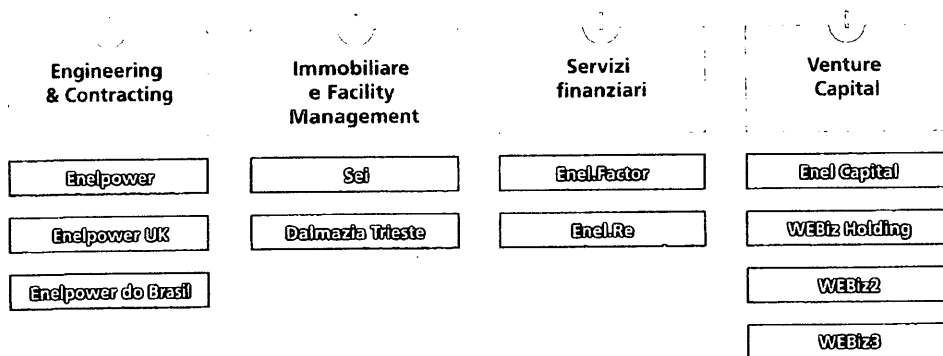 Engineering
& Contracting
Enelpower
Enelpower UK
Enelpower do Brasil
Immobiliare
e Facility
Management
Sei
Dalmazia Trieste
Servizi
finanziari
Enel.Factor
Enel.Re
Venture
Capital
Enel Capital
WEBiz Holding
WEBiz2
WEBiz3